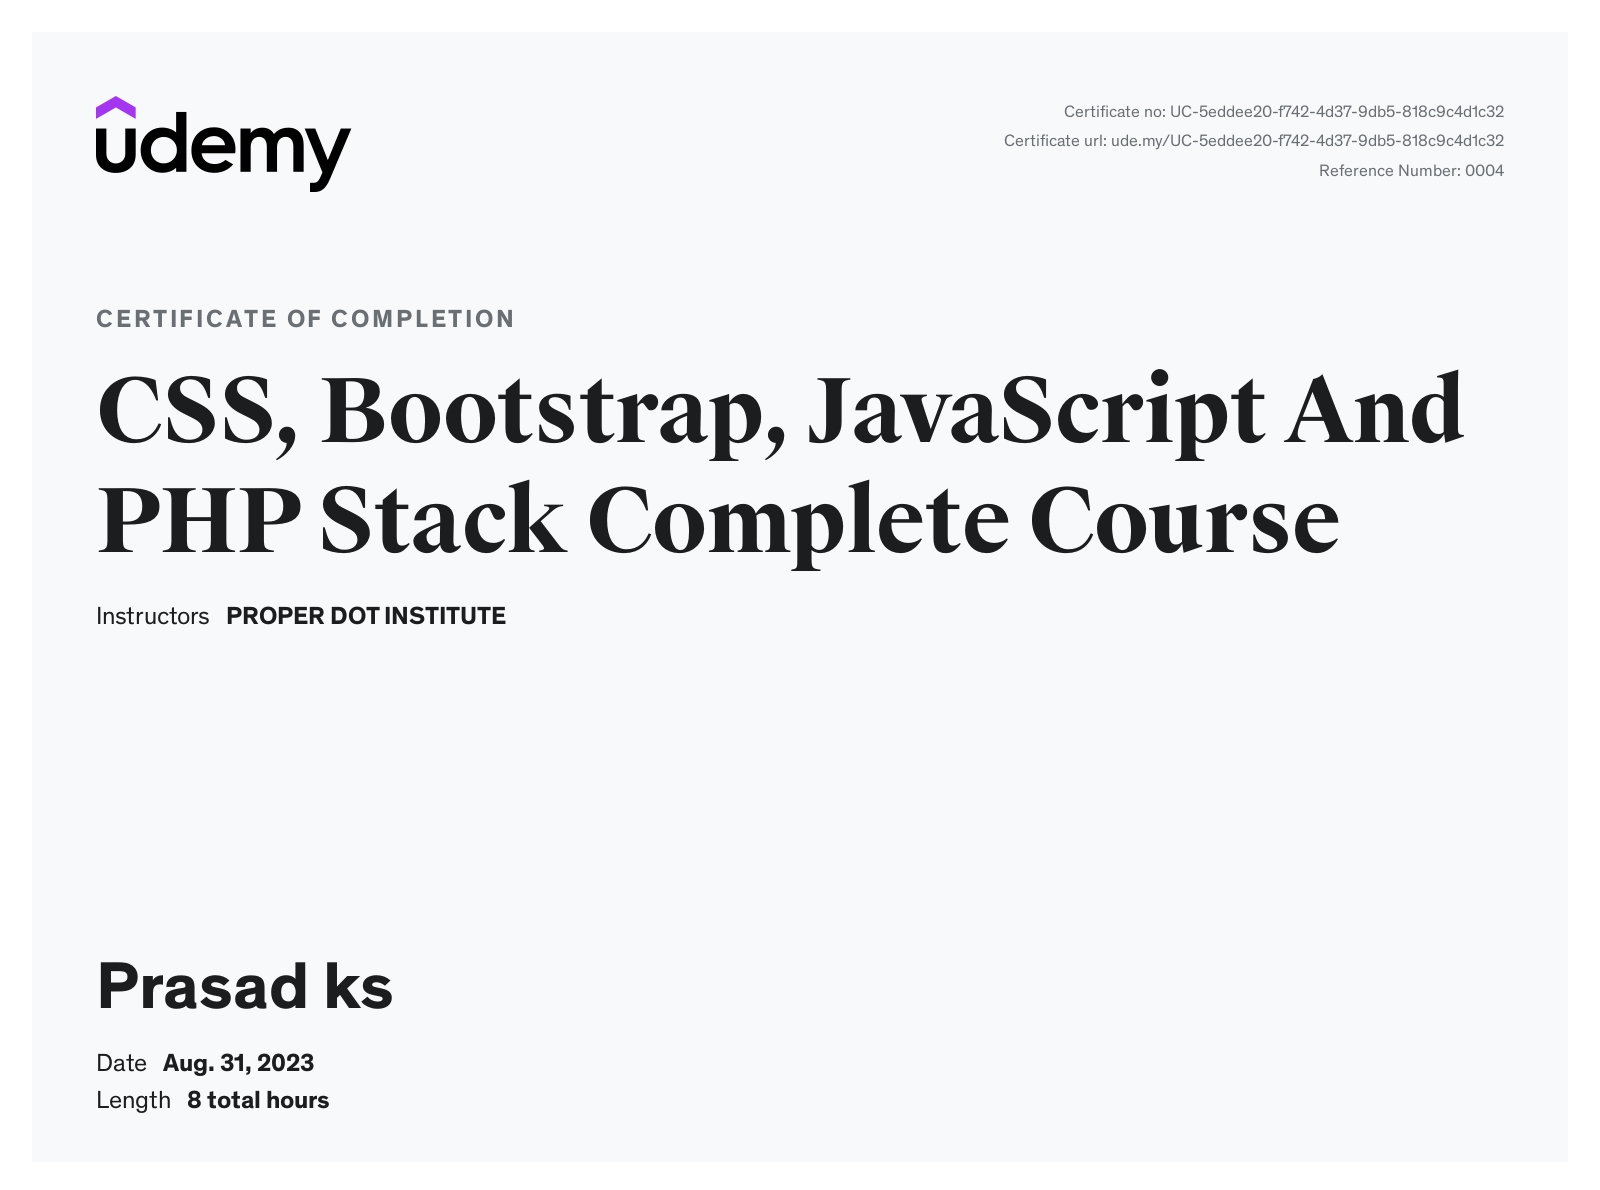 udemy
Certificate no: UC-5eddee20-f742-4d37-9db5-818c9c4d1c32
Certificate url: ude.my/UC-5eddee20-f742-4d37-9db5-818c9c4d1c32
Reference Number: 0004
CERTIFICATE OF COMPLETION
CSS, Bootstrap, JavaScript And
PHP Stack Complete Course
Instructors PROPER DOT INSTITUTE
Prasad ks
Date Aug. 31, 2023
Length 8 total hours